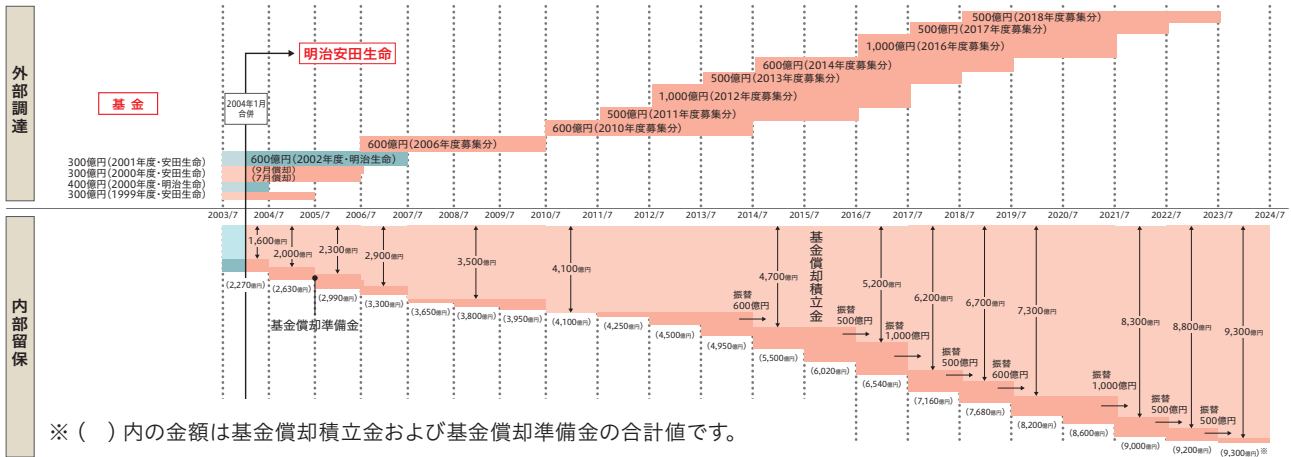 外部調達
基 金
2004年1月
合併
明治安田生命
500億円(2018年度募集分)
500億円(2017年度募集分)
1,000億円(2016年度募集分)
600億円(2014年度募集分)
500億円(2013年度募集分)
1,000億円(2012年度募集分)
500億円(2011年度募集分)
600億円(2010年度募集分)
600億円(2006年度募集分)
300億円(2001年度・安田生命)
600億円(2002年度・明治生命)
300億円(2000年度・安田生命)
(9月償却)
(7月償却)
400億円(2000年度・明治生命)
300億円(1999年度・安田生命)
2003/7 2004/7 2005/7 2006/7 2007/7 2008/7 2009/7 2010/7 2011/7 2012/7 2013/7 2014/7 2015/7 2016/7 2017/7 2018/7 2019/7 2020/7 2021/7 2022/7 2023/7 2024/7
内部留保
1,600億円
2,000億円
2,300億円
2,900億円
3,500億円
4,100億円
4,700億円
基金償却積立金
5,200億円
6,200億円
6,700億円
7,300億円
8,300億円
8,800億円
9,300億円
振替
600億円
振替
500億円
振替
1,000億円
振替
500億円
振替
600億円
振替
1,000億円
振替
500億円
振替
500億円
(2,270億円)
(2,630億円)
(2,990億円)
(3,300億円)
(3,650億円)
(3,800億円)
(3,950億円)
(4,100億円)
(4,250億円)
(4,500億円)
(4,950億円)
(5,500億円)
(6,020億円)
(6,540億円)
(7,160億円)
(7,680億円)
(8,200億円)
(8,600億円)
(9,000億円)
(9,200億円)
(9,300億円)※
基金償却準備金
※ ( ) 内の金額は基金償却積立金および基金償却準備金の合計値です。